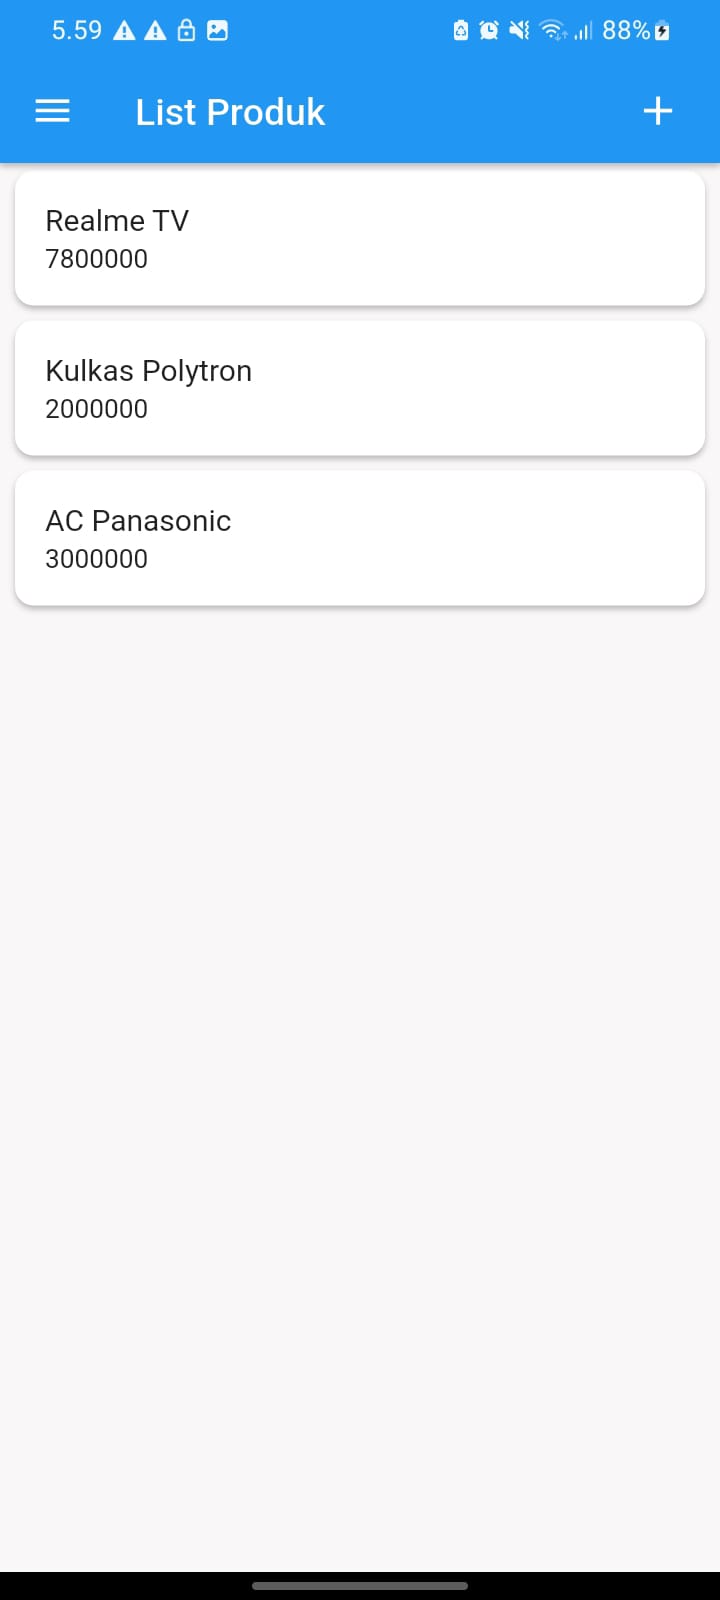 5.59 88%
List Produk
Realme TV
7800000
Kulkas Polytron
2000000
AC Panasonic
3000000